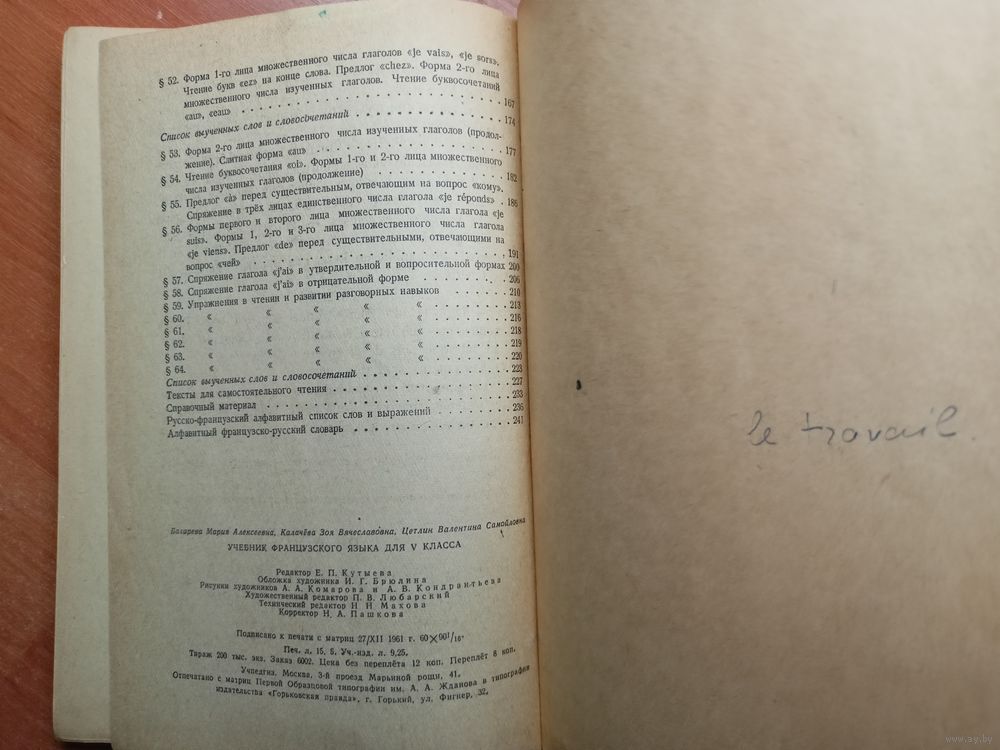 § 52. Форма 1-го лица множественного числа глаголов «je vais», «je sors».
Чтение букв «ez» на конце слова. Предлог «chez». Форма 2-го лица
множественного числа изученных глаголов. Чтение буквосочетаний
«au», «eau» . . . 167
Список выученных слов и словосочетаний . . . 174
§ 53. Форма 2-го лица множественного числа изученных глаголов (продол-
жение). Слитная форма «au» . . . 177
§ 54. Чтение буквосочетания «oi». Формы 1-го и 2-го лица множественного
числа изученных глаголов (продолжение) . . . 182
§ 55. Предлог «à» перед существительным, отвечающим на вопрос «кому».
Спряжение в трёх лицах единственного числа глагола «je réponds» . 186
§ 56. Формы первого и второго лица множественного числа глагола «je
suis». Формы 1, 2-го и 3-го лица множественного числа глагола
«je viens». Предлог «de» перед существительными, отвечающими на
вопрос «чей» . . . 191
§ 57. Спряжение глагола «j'ai» в утвердительной и вопросительной формах 200
§ 58. Спряжение глагола «j'ai» в отрицательной форме . . . 206
§ 59. Упражнения в чтении и развитии разговорных навыков . . . 210
§ 60. « « « « « . . . 213
§ 61. « « « « « . . . 216
§ 62. « « « « « . . . 218
§ 63. « « « « « . . . 219
§ 64. « « « « « . . . 220
Список выученных слов и словосочетаний . . . 223
Тексты для самостоятельного чтения . . . 227
Справочный материал . . . 233
Русско-французский алфавитный список слов и выражений . . . 236
Алфавитный французско-русский словарь . . . 241
Багарева Мария Алексеевна, Калачёва Зоя Вячеславовна, Цетлин Валентина Самойловна
УЧЕБНИК ФРАНЦУЗСКОГО ЯЗЫКА ДЛЯ V КЛАССА
Редактор Е. П. Кутыева
Обложка художника И. Г. Брюлина
Рисунки художников А. А. Комарова и А. В. Кондрантьева
Художественный редактор П. В. Любарский
Технический редактор Н. Н. Махова
Корректор Н. А. Пашкова
Подписано к печати с матриц 27/XII 1961 г. 60×90 1/16.
Печ. л. 15, 5. Уч.-изд. л. 9,25.
Тираж 200 тыс. экз. Заказ 6002. Цена без переплёта 12 коп. Переплёт 8 коп.
Учпедгиз. Москва, 3-й проезд Марьиной рощи, 41.
Отпечатано с матриц Первой Образцовой типографии им. А. А. Жданова в типографии
издательства «Горьковская правда», г. Горький, ул. Фигнер, 32.
le travail.
www.ay.by